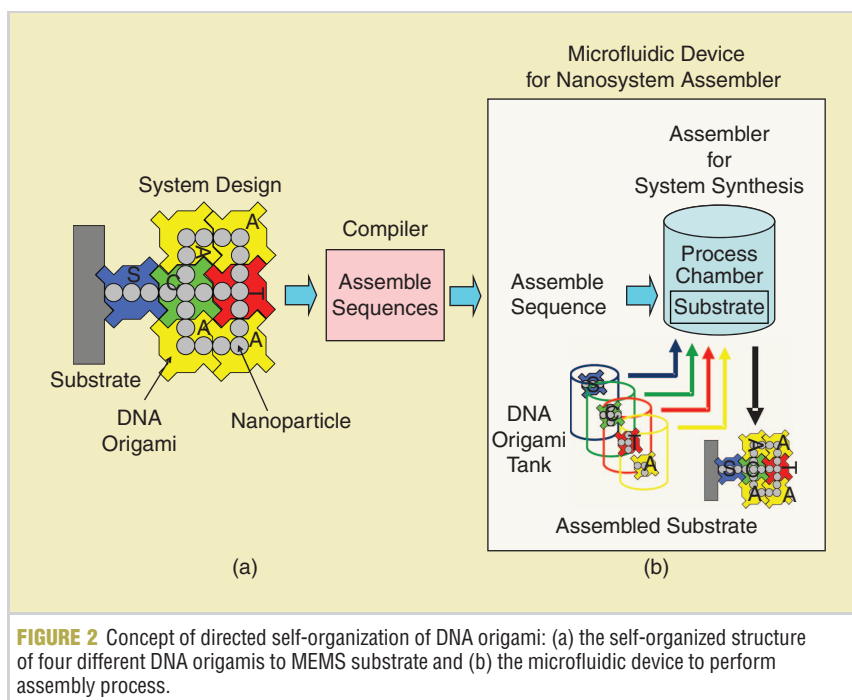 Microfluidic Device
for Nanosystem Assembler
System Design
A
A
S
C
T
A
A
Substrate
DNA
Origami
Nanoparticle
Compiler
Assemble
Sequences
Assembler
for
System Synthesis
Process
Chamber
Substrate
Assemble
Sequence
DNA
Origami
Tank
S
C
T
A
A
A
S
C
T
A
A
Assembled Substrate
(a)
(b)
FIGURE 2 Concept of directed self-organization of DNA origami: (a) the self-organized structure
of four different DNA origamis to MEMS substrate and (b) the microfluidic device to perform
assembly process.